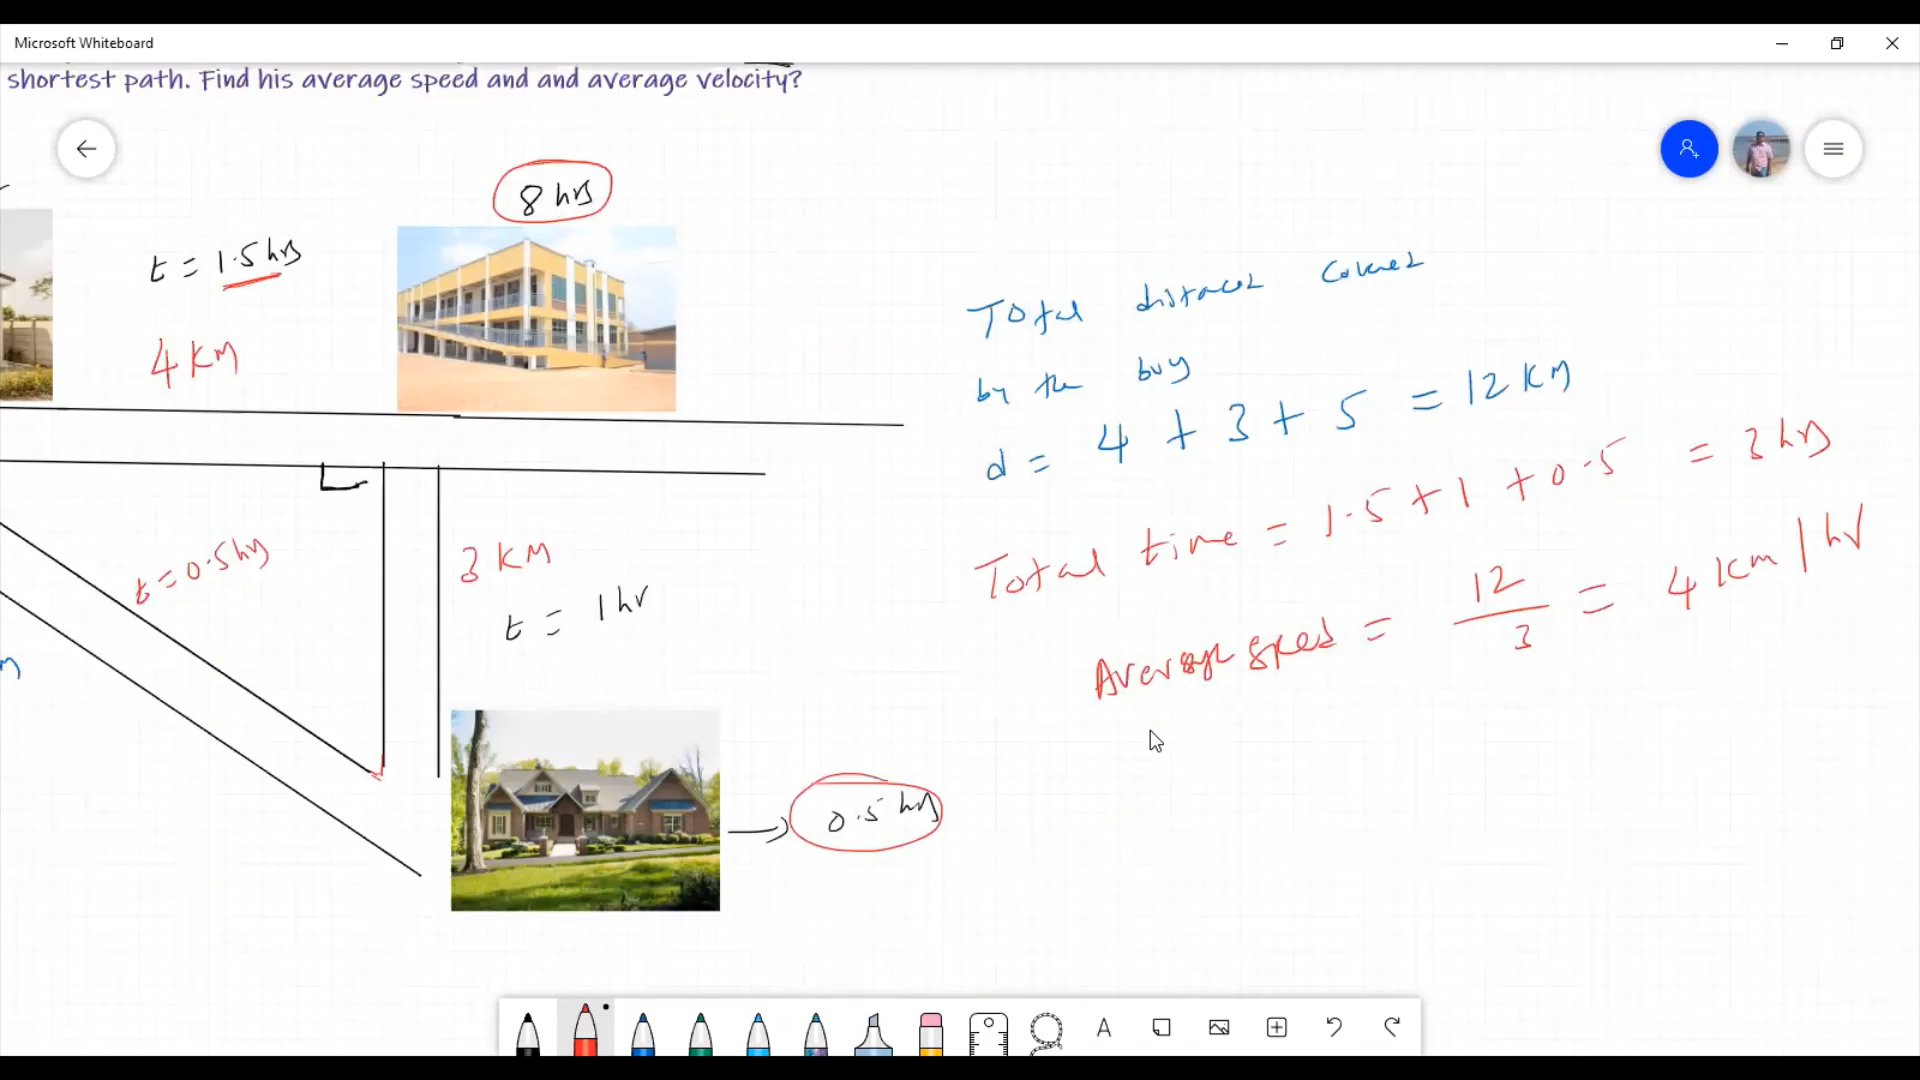 Microsoft Whiteboard
shortest path. Find his average speed and and average velocity?
8 hrs
t = 1.5 hrs
4 KM
Total distance
by the boy
d = 4 + 3 + 5 = 12 KM
Total time = 1.5 + 1 + 0.5 = 3 hrs
Average speed = 12/3 = 4 km/hr
t = 0.5 hrs
3 KM
t = 1 hr
m
0.5 hrs
A